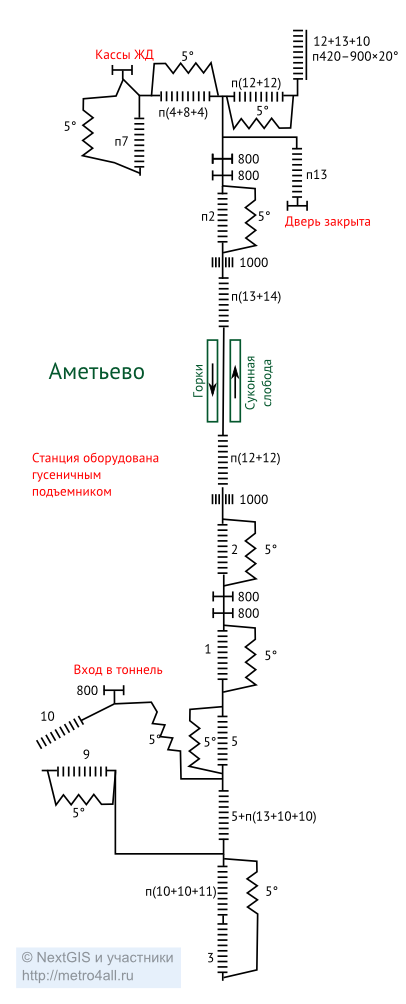 12+13+10
п420–900×20°
Кассы ЖД
5°
п(12+12)
п(4+8+4)
5°
5°
п7
800
800
п13
п2
5°
Дверь закрыта
1000
п(13+14)
Аметьево
Горки
Суконная
слобода
Станция оборудована
гусеничным
подъемником
п(12+12)
1000
2
5°
800
800
1
5°
Вход в тоннель
800
10
5°
5°
5
9
5°
5+п(13+10+10)
п(10+10+11)
5°
3
© NextGIS и участники
http://metro4all.ru